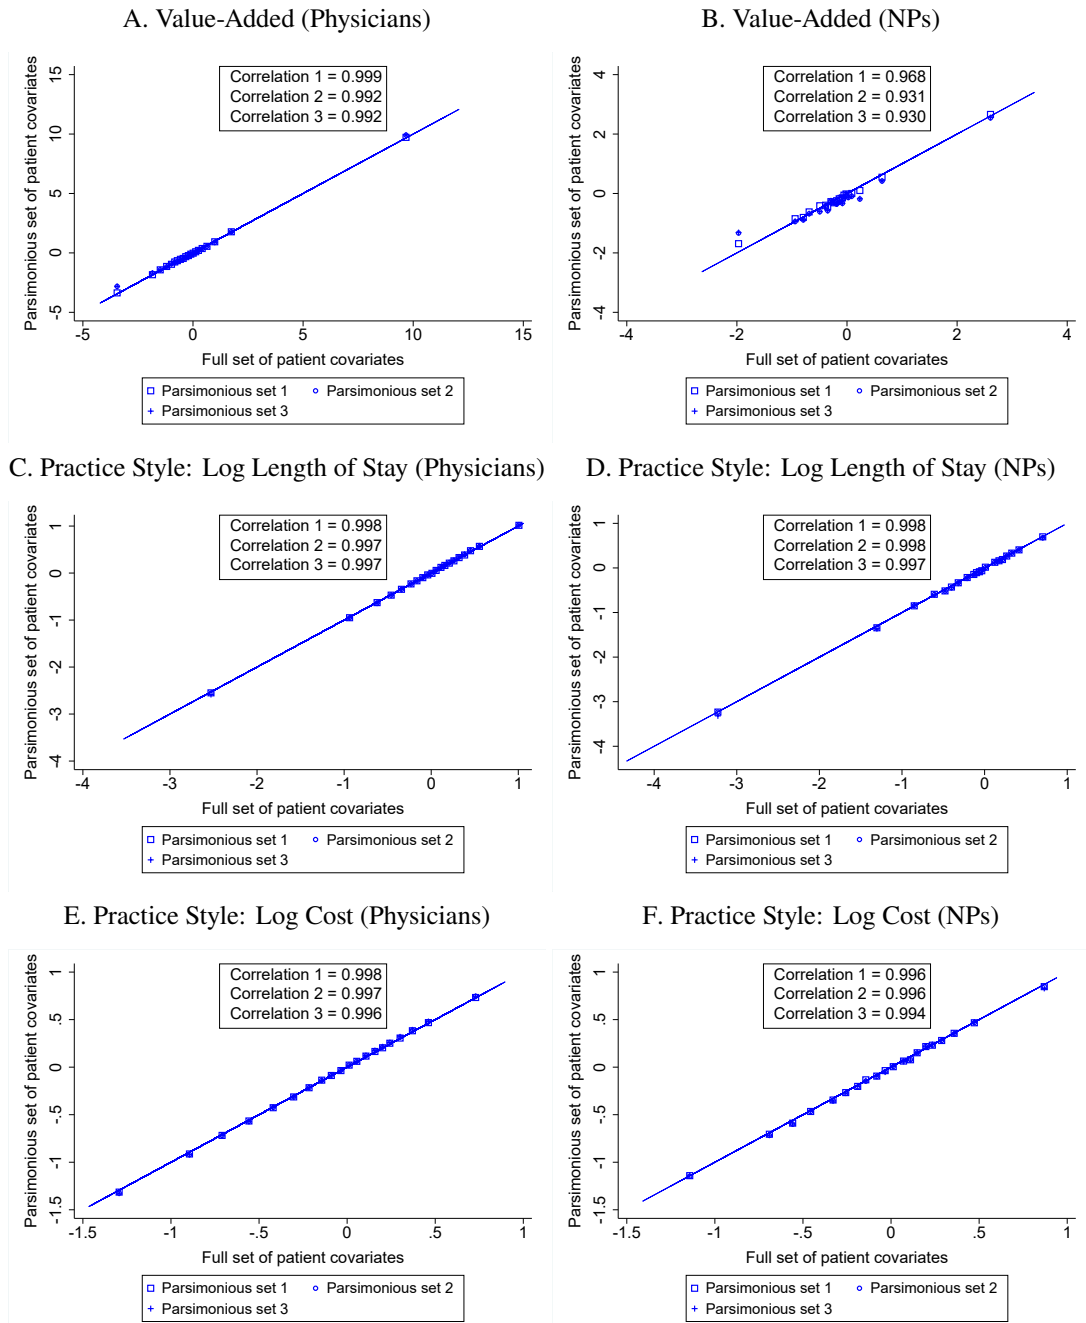 A. Value-Added (Physicians)
Parsimonious set of patient covariates
15
10
5
0
-5
Correlation 1 = 0.999
Correlation 2 = 0.992
Correlation 3 = 0.992
-5 0 5 10 15
Full set of patient covariates
Parsimonious set 1 Parsimonious set 2
Parsimonious set 3
B. Value-Added (NPs)
Parsimonious set of patient covariates
4
2
0
-2
-4
Correlation 1 = 0.968
Correlation 2 = 0.931
Correlation 3 = 0.930
-4 -2 0 2 4
Full set of patient covariates
Parsimonious set 1 Parsimonious set 2
Parsimonious set 3
C. Practice Style: Log Length of Stay (Physicians)
Parsimonious set of patient covariates
1
0
-1
-2
-3
-4
Correlation 1 = 0.998
Correlation 2 = 0.997
Correlation 3 = 0.997
-4 -3 -2 -1 0 1
Full set of patient covariates
Parsimonious set 1 Parsimonious set 2
Parsimonious set 3
D. Practice Style: Log Length of Stay (NPs)
Parsimonious set of patient covariates
1
0
-1
-2
-3
-4
Correlation 1 = 0.998
Correlation 2 = 0.998
Correlation 3 = 0.997
-4 -3 -2 -1 0 1
Full set of patient covariates
Parsimonious set 1 Parsimonious set 2
Parsimonious set 3
E. Practice Style: Log Cost (Physicians)
Parsimonious set of patient covariates
1
.5
0
-.5
-1
-1.5
Correlation 1 = 0.998
Correlation 2 = 0.997
Correlation 3 = 0.996
-1.5 -1 -.5 0 .5 1
Full set of patient covariates
Parsimonious set 1 Parsimonious set 2
Parsimonious set 3
F. Practice Style: Log Cost (NPs)
Parsimonious set of patient covariates
1
.5
0
-.5
-1
-1.5
Correlation 1 = 0.996
Correlation 2 = 0.996
Correlation 3 = 0.994
-1.5 -1 -.5 0 .5 1
Full set of patient covariates
Parsimonious set 1 Parsimonious set 2
Parsimonious set 3